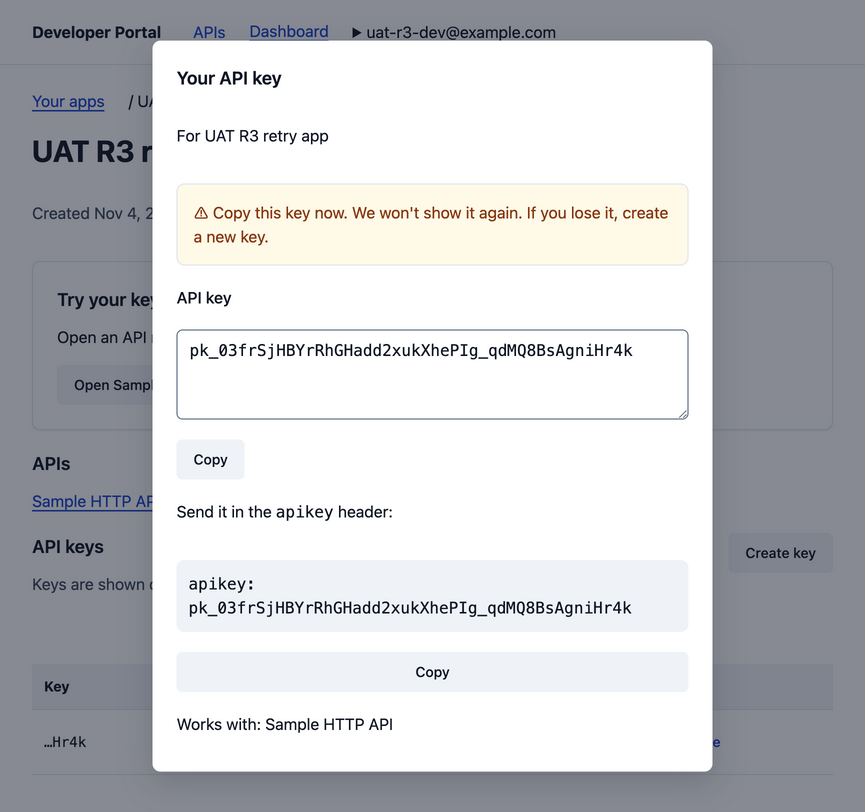 Developer Portal APIs Dashboard ▶ uat-r3-dev@example.com
Your API key
Your apps / UA
For UAT R3 retry app
UAT R3 r
⚠ Copy this key now. We won't show it again. If you lose it, create
a new key.
Created Nov 4, 2
API key
Try your key
Open an API
pk_03frSjHBYrRhGHadd2xukXhePIg_qdMQ8BsAgniHr4k
Open Sampl
Copy
APIs
Sample HTTP AP
Send it in the apikey header:
API keys
Create key
Keys are shown
apikey:
pk_03frSjHBYrRhGHadd2xukXhePIg_qdMQ8BsAgniHr4k
Copy
Key
Works with: Sample HTTP API
…Hr4k